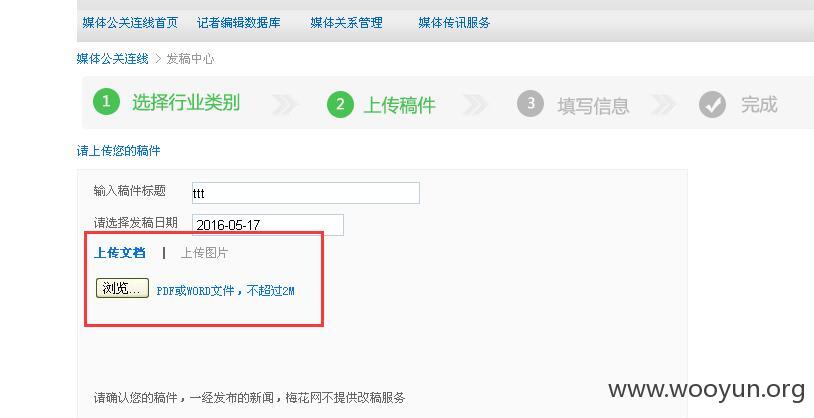 媒体公关连线首页 记者编辑数据库 媒体关系管理 媒体传讯服务
媒体公关连线 > 发稿中心
1 选择行业类别 2 上传稿件 3 填写信息 完成
请上传您的稿件
输入稿件标题 ttt
请选择发稿日期 2016-05-17
上传文档 | 上传图片
浏览... PDF或WORD文件，不超过2M
请确认您的稿件，一经发布的新闻，梅花网不提供改稿服务
www.wooyun.org